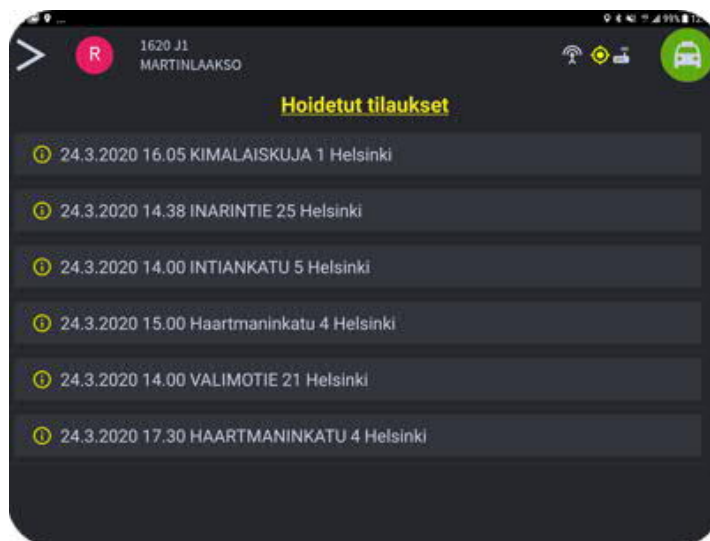 R
1620 J1
MARTINLAAKSO
Hoidetut tilaukset
24.3.2020 16.05 KIMALAISKUJA 1 Helsinki
24.3.2020 14.38 INARINTIE 25 Helsinki
24.3.2020 14.00 INTIANKATU 5 Helsinki
24.3.2020 15.00 Haartmaninkatu 4 Helsinki
24.3.2020 14.00 VALIMOTIE 21 Helsinki
24.3.2020 17.30 HAARTMANINKATU 4 Helsinki